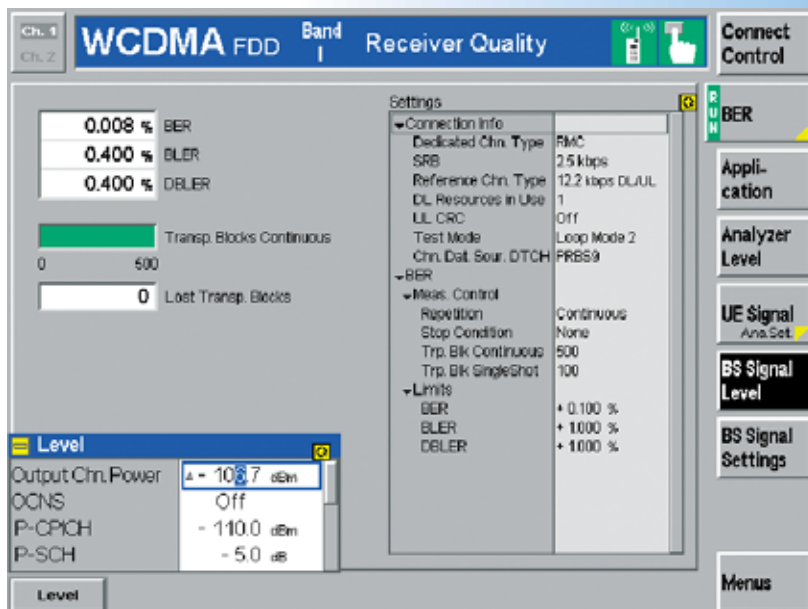 Ch. 1
Ch. 2
WCDMA FDD Band I Receiver Quality
Connect Control
0.008 % BER
0.400 % BLER
0.400 % DBLER
Transp. Blocks Continuous
0 500
0 Lost Transp. Blocks
Settings
Connection Info
Dedicated Chn. Type RMC
SRB 2.5 kbps
Reference Chn. Type 12.2 kbps DL/UL
DL Resources in Use 1
UL CRC Off
Test Mode Loop Mode 2
Chn. Dat. Sour. DTCH PRBS9
BER
Meas. Control
Repetition Continuous
Stop Condition None
Trp. Blk Continuous 500
Trp. Blk SingleShot 100
Limits
BER + 0.100 %
BLER + 1.000 %
DBLER + 1.000 %
Level
Output Chn. Power - 106.7 dBm
OCNS Off
P-CPICH - 110.0 dBm
P-SCH - 5.0 dB
Level
RUN
BER
Appli-
cation
Analyzer
Level
UE Signal
Ana.Set.
BS Signal
Level
BS Signal
Settings
Menus